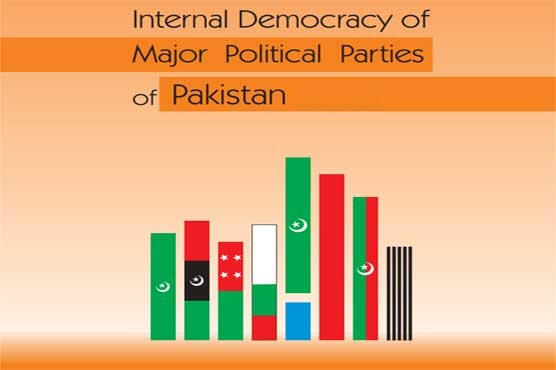 Internal Democracy of
Major Political Parties
of Pakistan